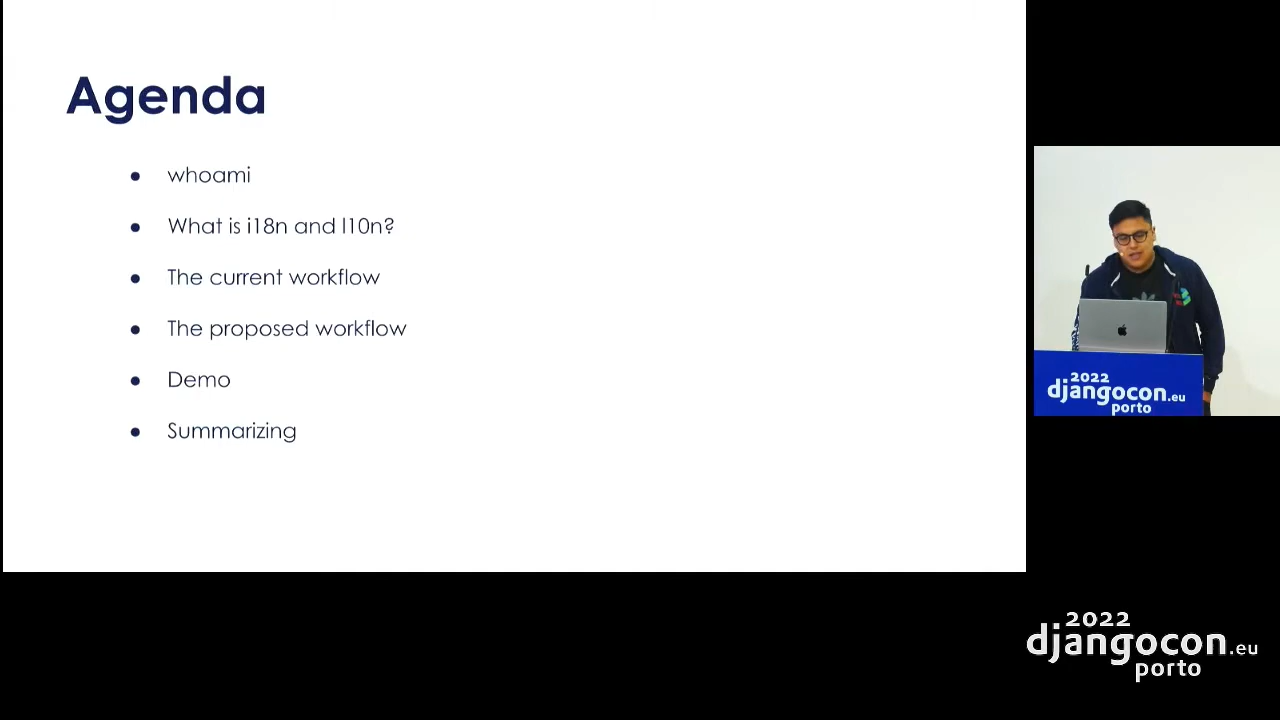 Agenda
● whoami
● What is i18n and l10n?
● The current workflow
● The proposed workflow
● Demo
● Summarizing
2022
djangocon.eu
porto
2022
djangocon.eu
porto